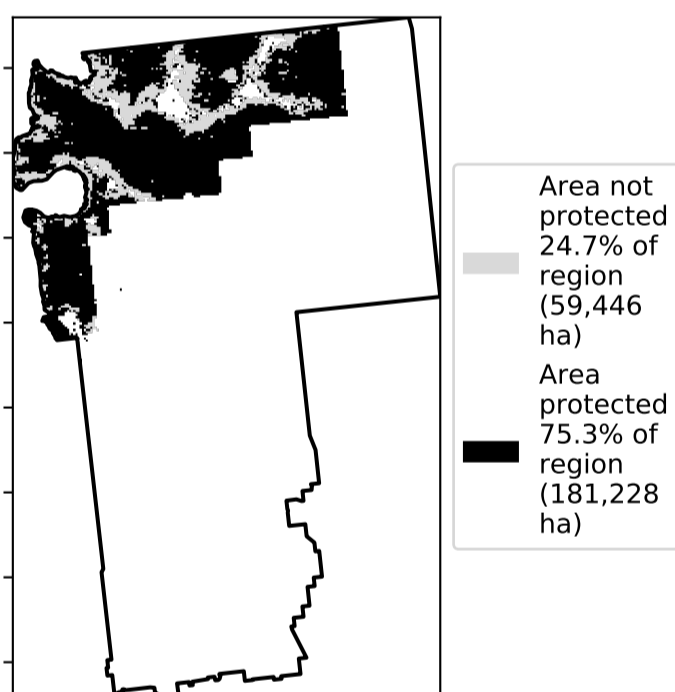 Area not
protected
24.7% of
region
(59,446
ha)
Area
protected
75.3% of
region
(181,228
ha)